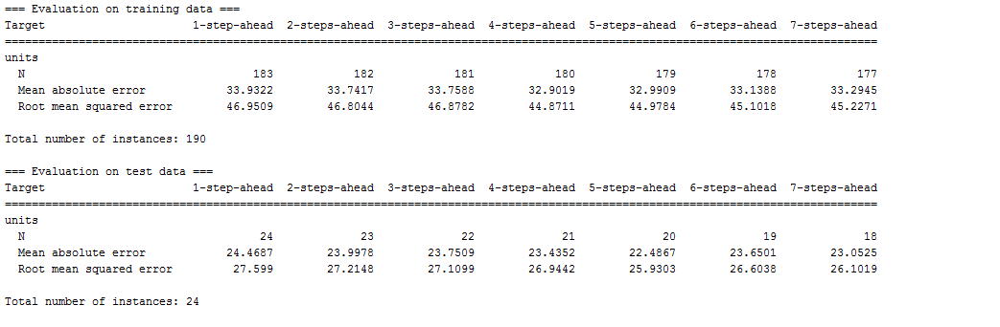 === Evaluation on training data ===
Target 1-step-ahead 2-steps-ahead 3-steps-ahead 4-steps-ahead 5-steps-ahead 6-steps-ahead 7-steps-ahead
==================================================================================================================================
units
N 183 182 181 180 179 178 177
Mean absolute error 33.9322 33.7417 33.7588 32.9019 32.9909 33.1388 33.2945
Root mean squared error 46.9509 46.8044 46.8782 44.8711 44.9784 45.1018 45.2271
Total number of instances: 190
=== Evaluation on test data ===
Target 1-step-ahead 2-steps-ahead 3-steps-ahead 4-steps-ahead 5-steps-ahead 6-steps-ahead 7-steps-ahead
==================================================================================================================================
units
N 24 23 22 21 20 19 18
Mean absolute error 24.4687 23.9978 23.7509 23.4352 22.4867 23.6501 23.0525
Root mean squared error 27.599 27.2148 27.1099 26.9442 25.9303 26.6038 26.1019
Total number of instances: 24